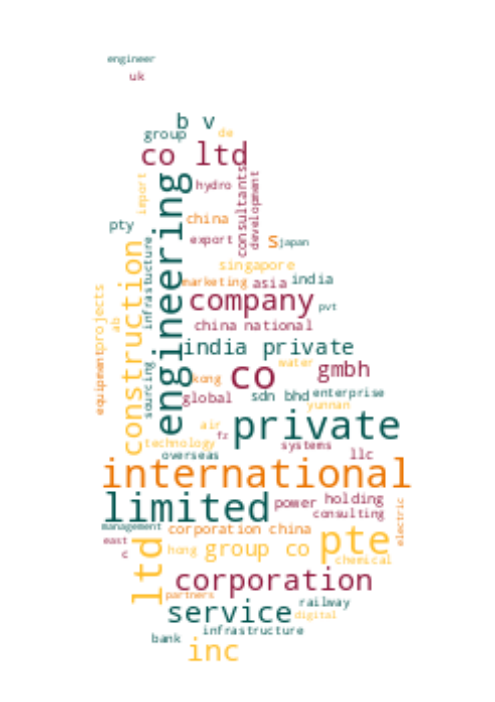 engineer
uk
b v
group
de
co ltd
import
hydro
consultants
development
engineering
pty
china
export
s
japan
construction
infrastucture
singapore
marketing
asia
india
projects
company
pvt
ab
china national
india private
equipment
sourcing
water
kong
co
gmbh
global
sdn bhd
enterprise
yunnan
air
fz
private
technology
systems
overseas
llc
international
limited
power
holding
consulting
electric
management
corporation china
east
c
hong
group co
pte
chemical
ltd
corporation
partners
service
railway
digital
infrastructure
bank
inc